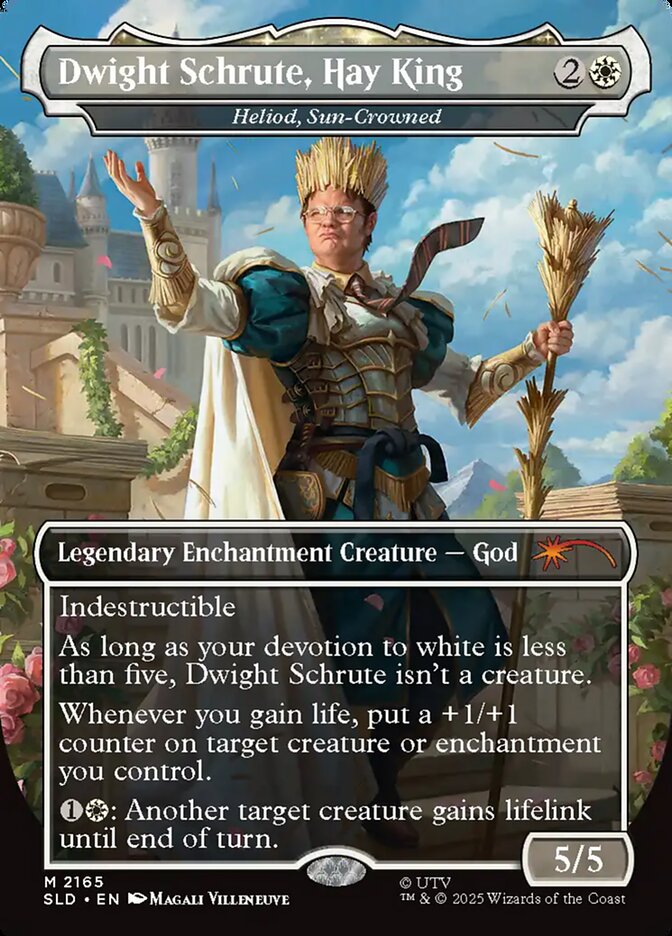 Dwight Schrute, Hay King 2
Heliod, Sun-Crowned
Legendary Enchantment Creature — God
Indestructible
As long as your devotion to white is less
than five, Dwight Schrute isn't a creature.
Whenever you gain life, put a +1/+1
counter on target creature or enchantment
you control.
1: Another target creature gains lifelink
until end of turn.
5/5
M 2165
SLD • EN Magali Villeneuve
© UTV
™ & © 2025 Wizards of the Coast